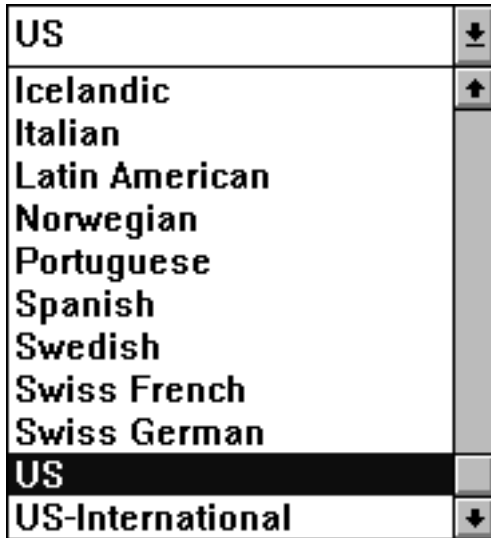 US
Icelandic
Italian
Latin American
Norwegian
Portuguese
Spanish
Swedish
Swiss French
Swiss German
US
US-International